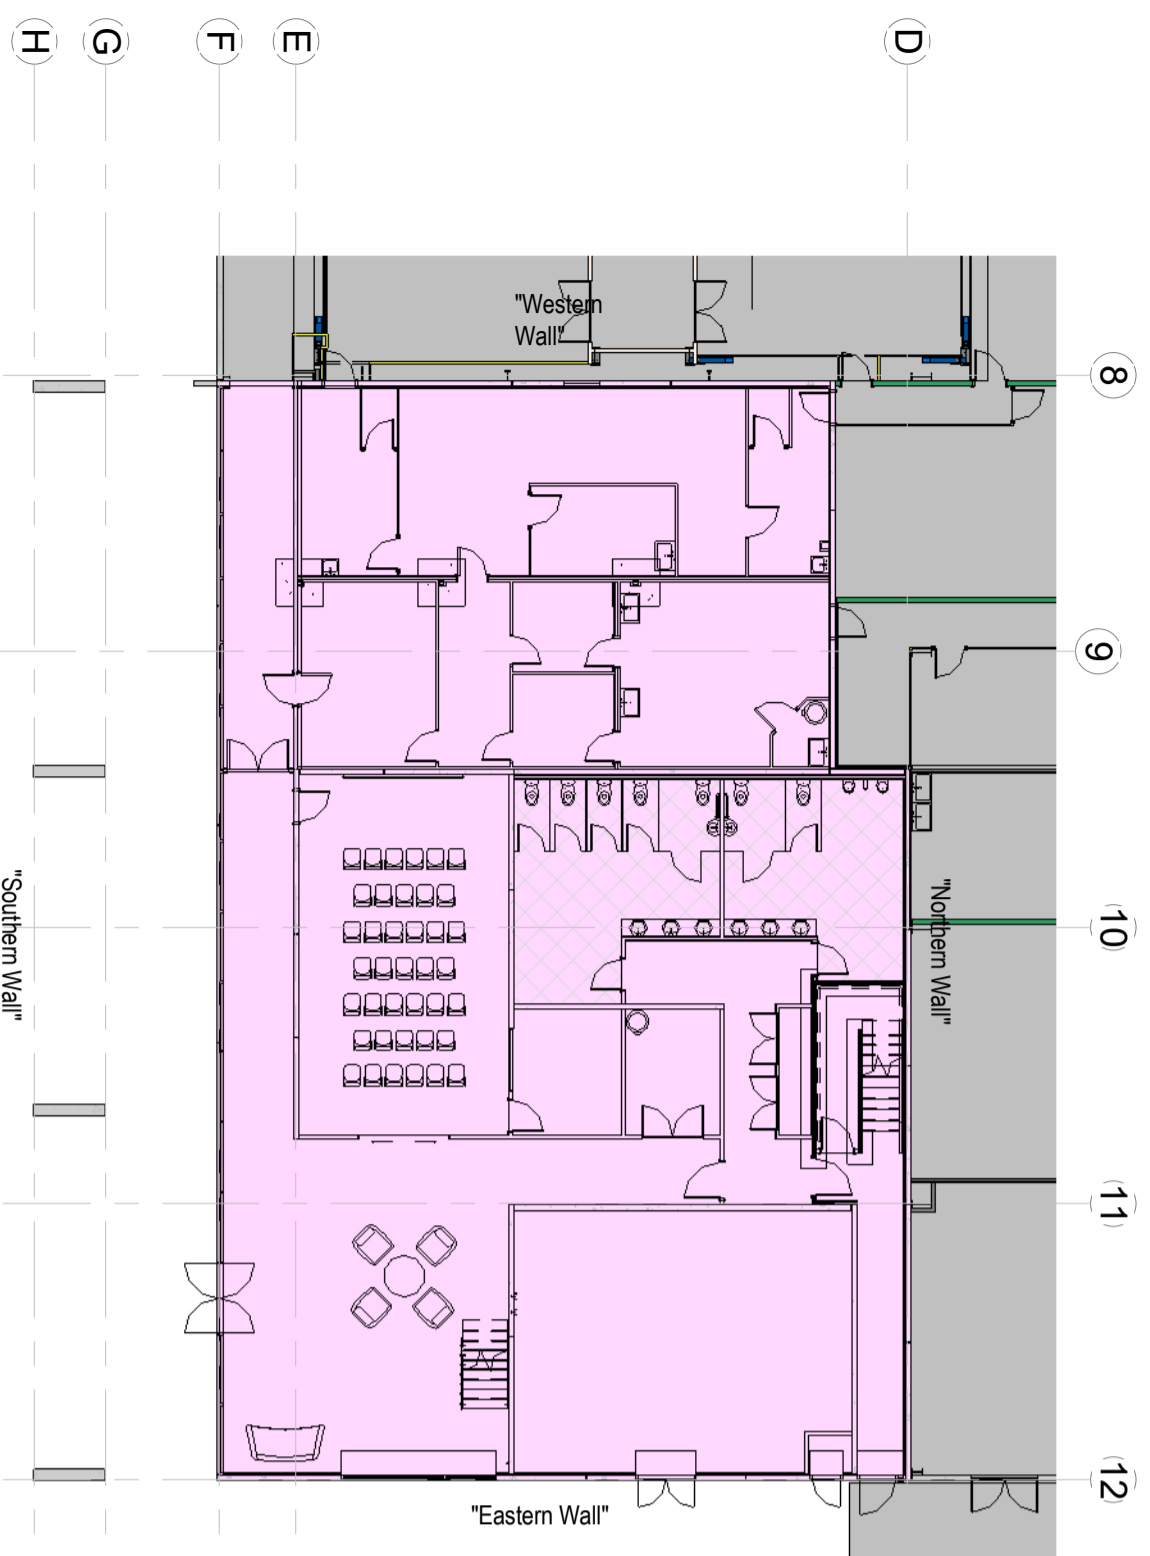 H
G
F
E
D
"Western
Wall"
8
9
10
11
12
"Northern Wall"
"Southern Wall"
"Eastern Wall"